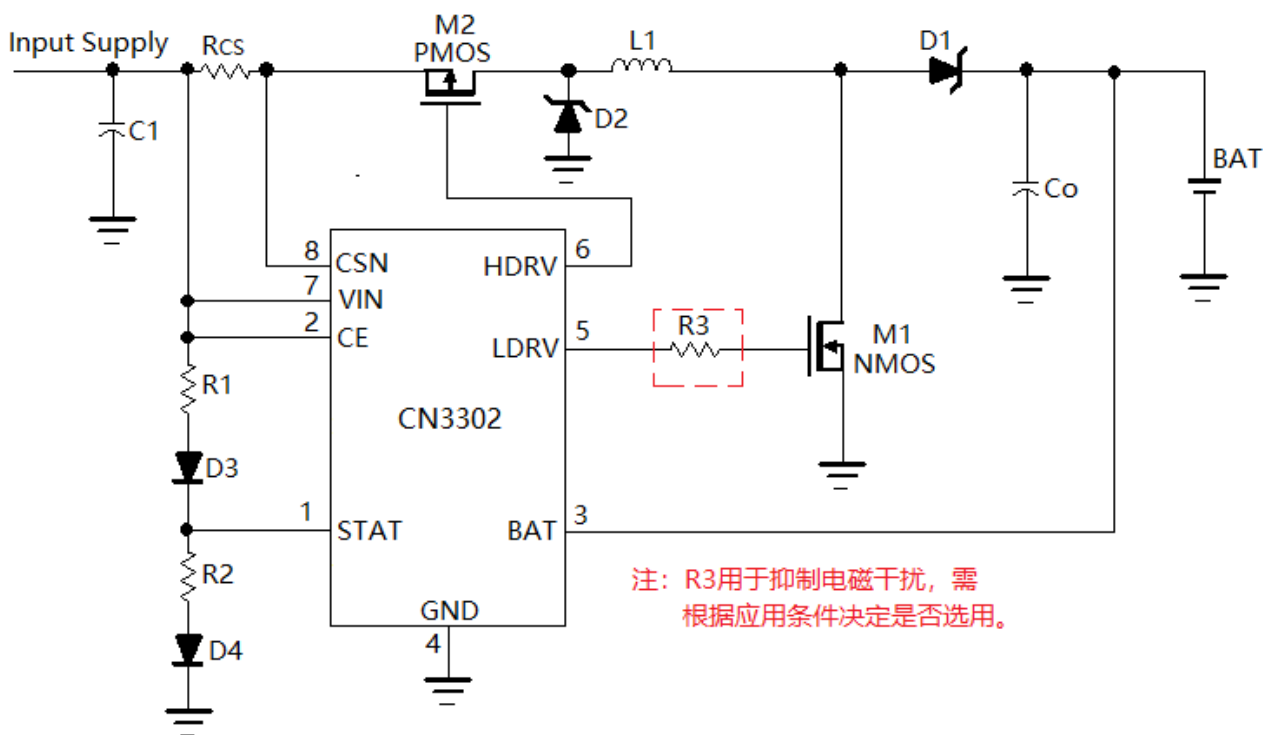 Input Supply
RCS
M2
PMOS
L1
D1
C1
D2
Co
BAT
8
CSN
HDRV
6
7
VIN
2
CE
LDRV
5
R3
M1
NMOS
R1
CN3302
D3
1
STAT
BAT
3
R2
GND
4
D4
注：R3用于抑制电磁干扰，需
根据应用条件决定是否选用。